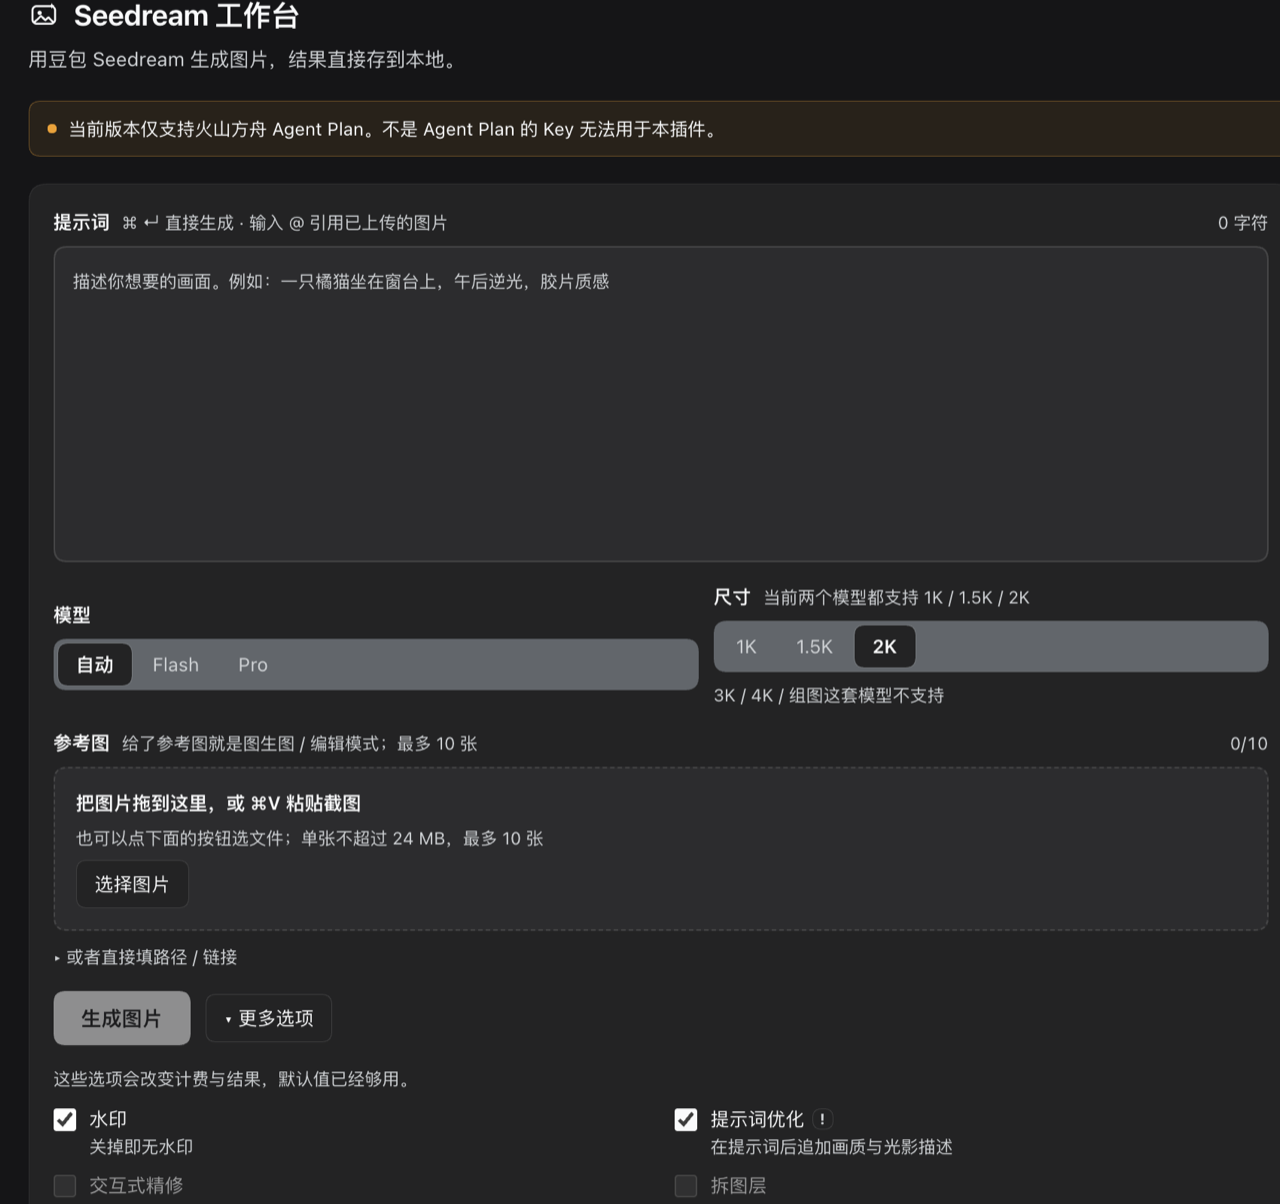 Seedream 工作台
用豆包 Seedream 生成图片，结果直接存到本地。
当前版本仅支持火山方舟 Agent Plan。不是 Agent Plan 的 Key 无法用于本插件。
提示词 ⌘ ↵ 直接生成 · 输入 @ 引用已上传的图片 0 字符
描述你想要的画面。例如：一只橘猫坐在窗台上，午后逆光，胶片质感
模型
自动 Flash Pro
尺寸 当前两个模型都支持 1K / 1.5K / 2K
1K 1.5K 2K
3K / 4K / 组图这套模型不支持
参考图 给了参考图就是图生图 / 编辑模式；最多 10 张 0/10
把图片拖到这里，或 ⌘V 粘贴截图
也可以点下面的按钮选文件；单张不超过 24 MB，最多 10 张
选择图片
▸ 或者直接填路径 / 链接
生成图片 ▾ 更多选项
这些选项会改变计费与结果，默认值已经够用。
水印
关掉即无水印
提示词优化 !
在提示词后追加画质与光影描述
交互式精修
拆图层